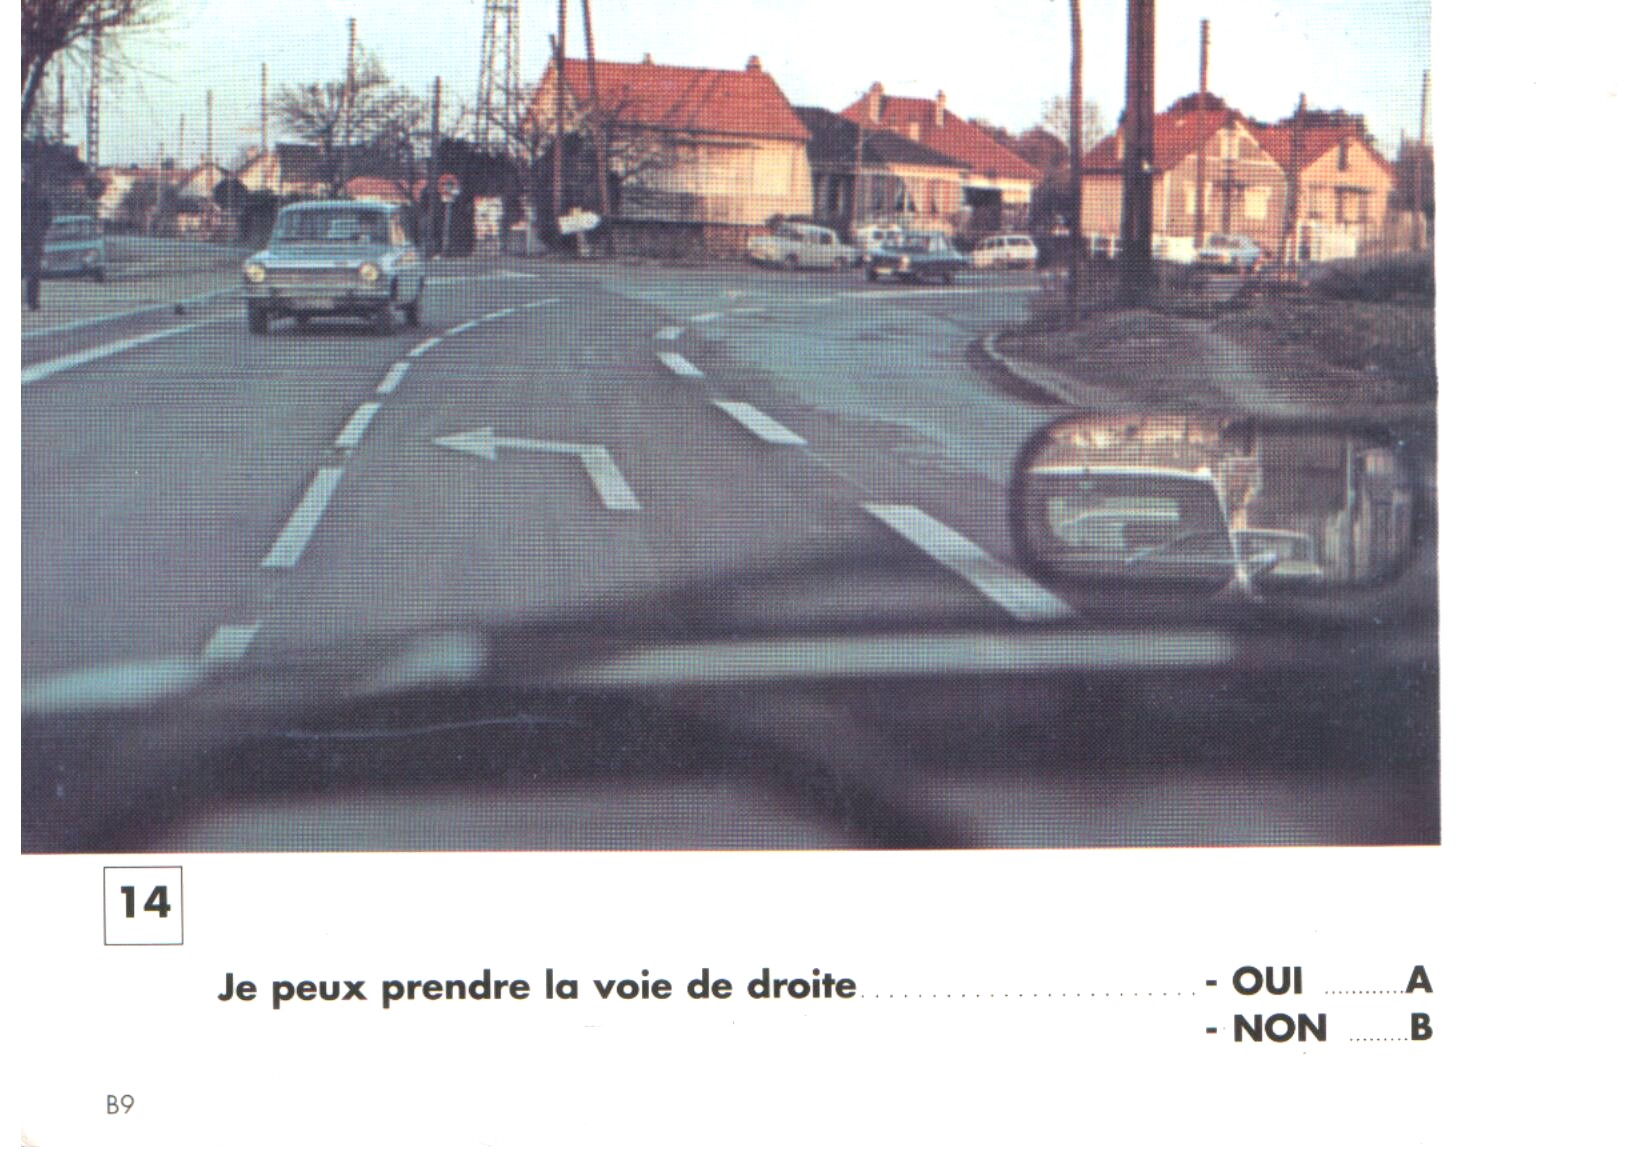 14
Je peux prendre la voie de droite ........................ - OUI ...........A
- NON ........B
B9